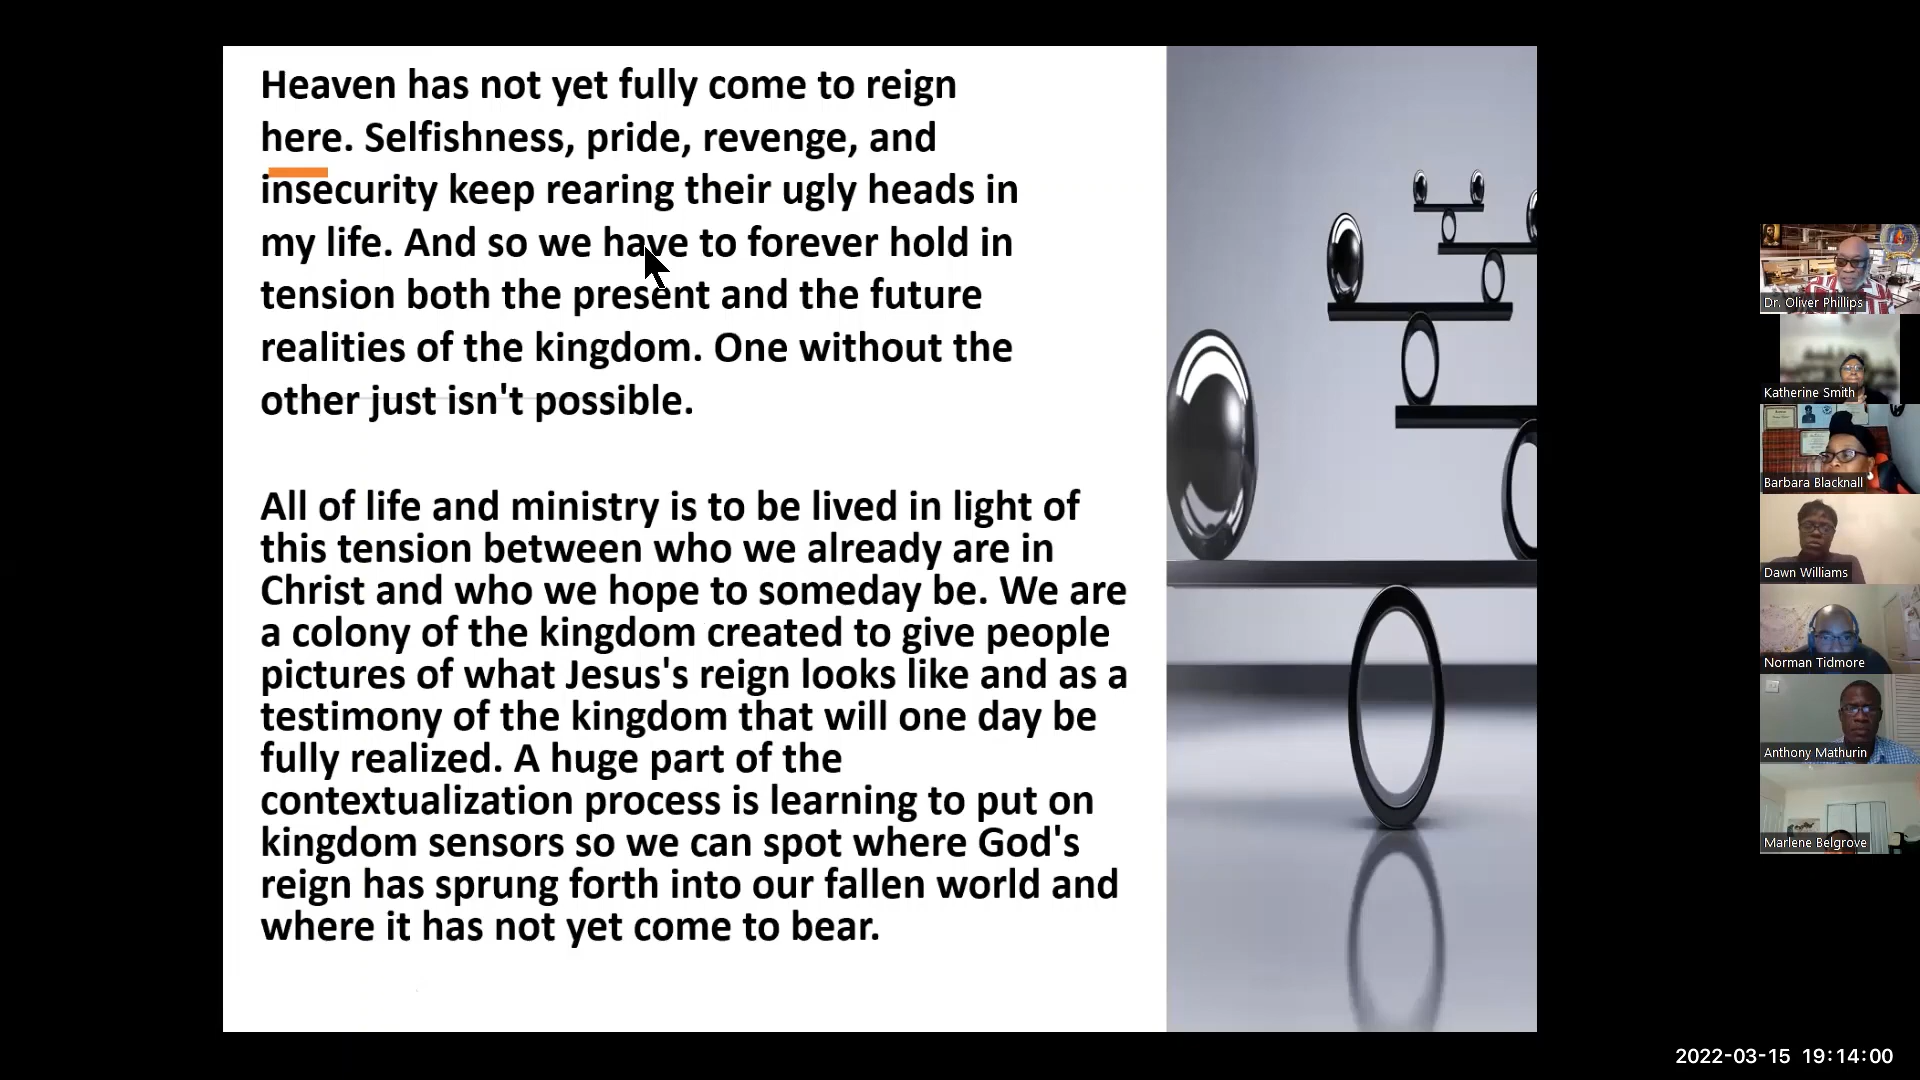 Heaven has not yet fully come to reign
here. Selfishness, pride, revenge, and
insecurity keep rearing their ugly heads in
my life. And so we have to forever hold in
tension both the present and the future
realities of the kingdom. One without the
other just isn't possible.
All of life and ministry is to be lived in light of
this tension between who we already are in
Christ and who we hope to someday be. We are
a colony of the kingdom created to give people
pictures of what Jesus's reign looks like and as a
testimony of the kingdom that will one day be
fully realized. A huge part of the
contextualization process is learning to put on
kingdom sensors so we can spot where God's
reign has sprung forth into our fallen world and
where it has not yet come to bear.
Dr. Oliver Phillips
Katherine Smith
Barbara Blacknall
Dawn Williams
Norman Tidmore
Anthony Mathurin
Marlene Belgrove
2022-03-15 19:14:00